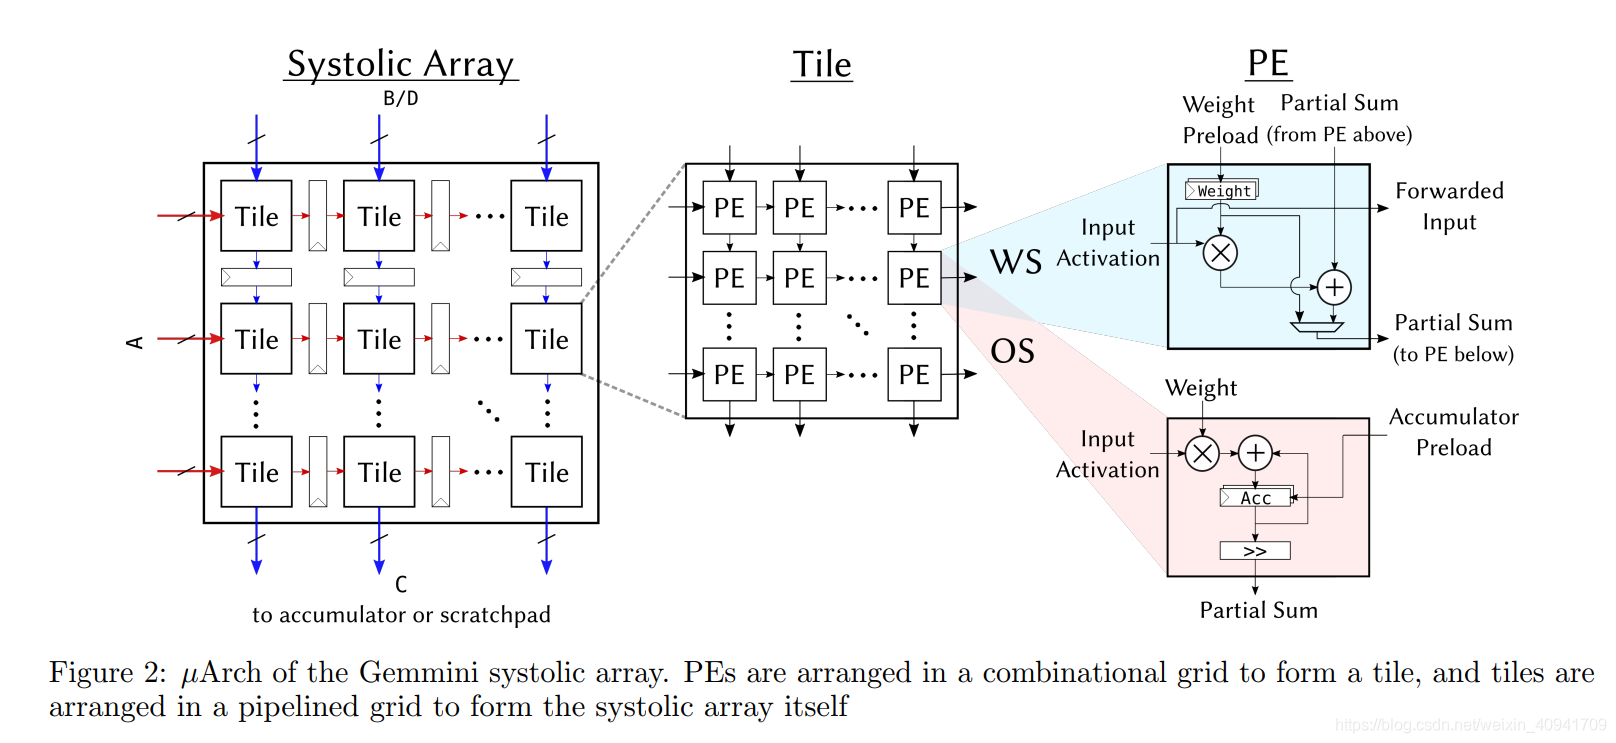 Systolic Array
B/D
Tile Tile Tile
Tile Tile Tile
Tile Tile Tile
A
C
to accumulator or scratchpad
Tile
PE PE PE
PE PE PE
PE PE PE
WS
OS
PE
Weight
Preload
Partial Sum
(from PE above)
Weight
Input
Activation
Forwarded
Input
Partial Sum
(to PE below)
Weight
Input
Activation
Accumulator
Preload
Acc
>>
Partial Sum
Figure 2: μArch of the Gemmini systolic array. PEs are arranged in a combinational grid to form a tile, and tiles are
arranged in a pipelined grid to form the systolic array itself
https://blog.csdn.net/weixin_40941709